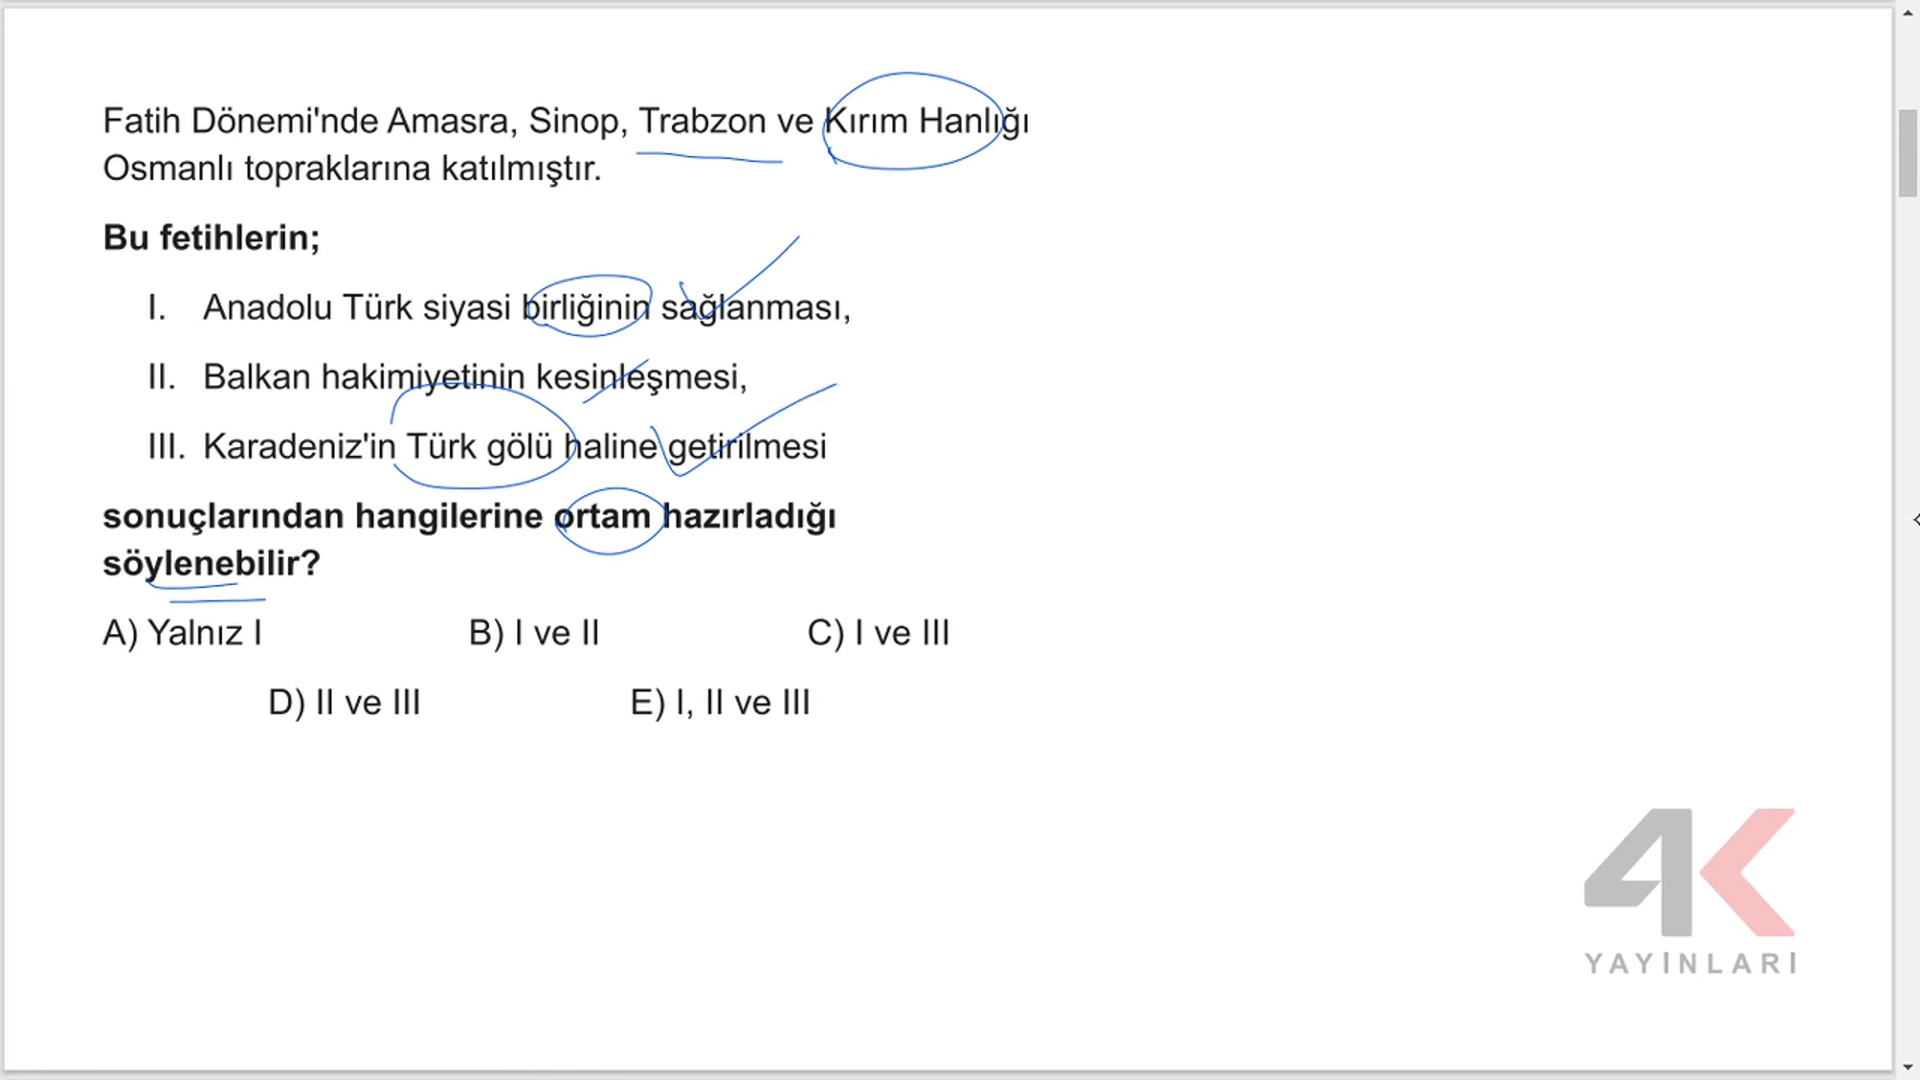 Fatih Dönemi'nde Amasra, Sinop, Trabzon ve Kırım Hanlığı
Osmanlı topraklarına katılmıştır.
Bu fetihlerin;
I. Anadolu Türk siyasi birliğinin sağlanması,
II. Balkan hakimiyetinin kesinleşmesi,
III. Karadeniz'in Türk gölü haline getirilmesi
sonuçlarından hangilerine ortam hazırladığı
söylenebilir?
A) Yalnız I B) I ve II C) I ve III
D) II ve III E) I, II ve III
4K
YAYINLARI